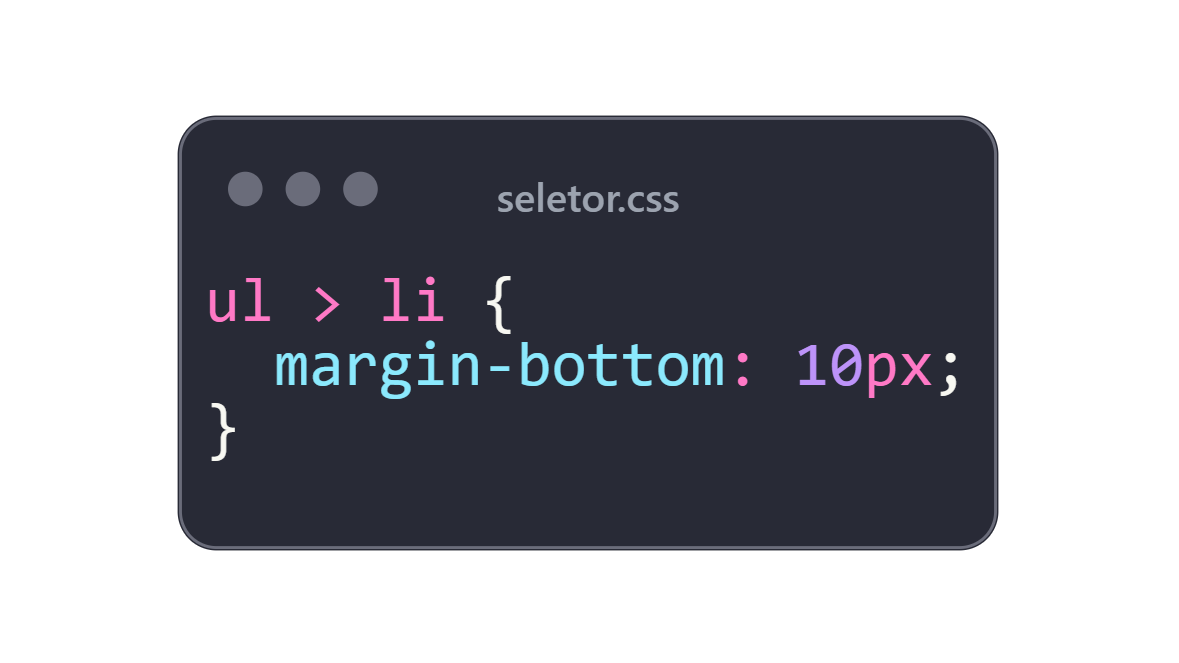 seletor.css
ul > li {
  margin-bottom: 10px;
}